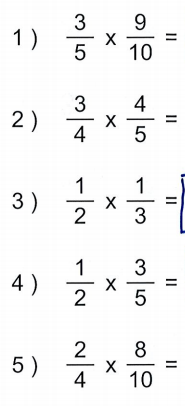 1 ) 3/5 x 9/10 =
2 ) 3/4 x 4/5 =
3 ) 1/2 x 1/3 =
4 ) 1/2 x 3/5 =
5 ) 2/4 x 8/10 =